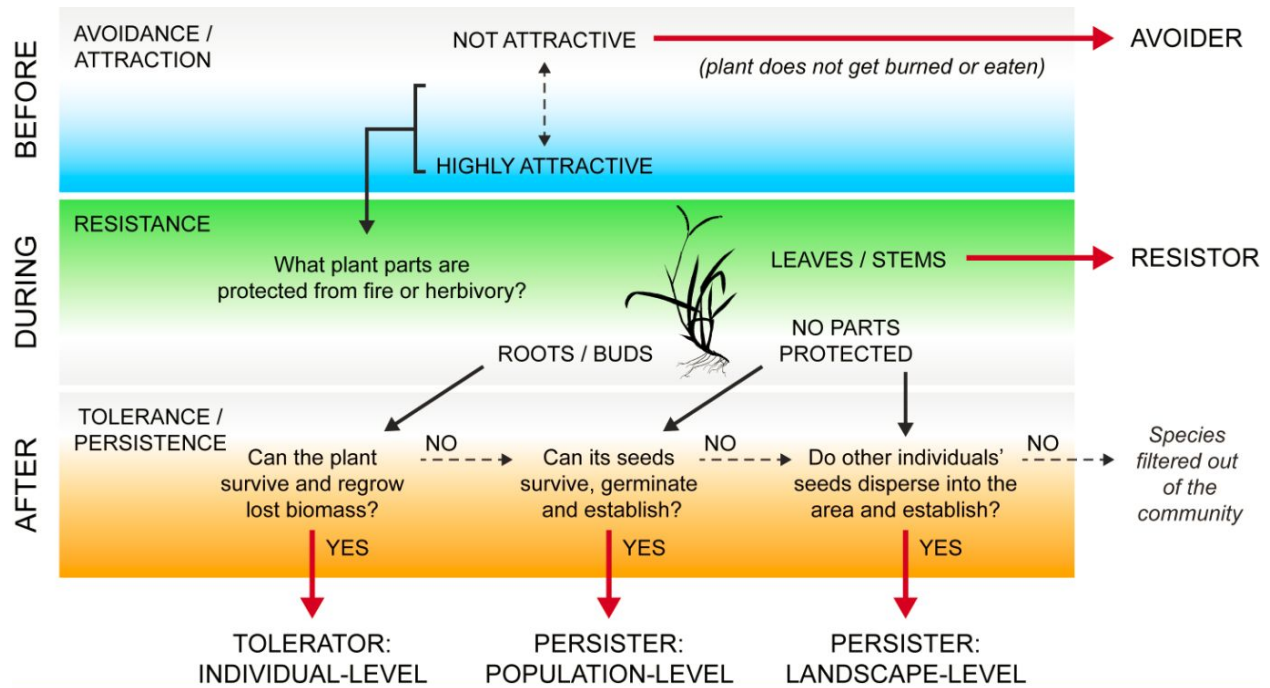 BEFORE
AVOIDANCE /
ATTRACTION
NOT ATTRACTIVE
AVOIDER
(plant does not get burned or eaten)
HIGHLY ATTRACTIVE
DURING
RESISTANCE
What plant parts are
protected from fire or herbivory?
LEAVES / STEMS
RESISTOR
ROOTS / BUDS
NO PARTS
PROTECTED
AFTER
TOLERANCE /
PERSISTENCE
Can the plant
survive and regrow
lost biomass?
NO
Can its seeds
survive, germinate
and establish?
NO
Do other individuals’
seeds disperse into the
area and establish?
NO
Species
filtered out
of the
community
YES
YES
YES
TOLERATOR:
INDIVIDUAL-LEVEL
PERSISTER:
POPULATION-LEVEL
PERSISTER:
LANDSCAPE-LEVEL